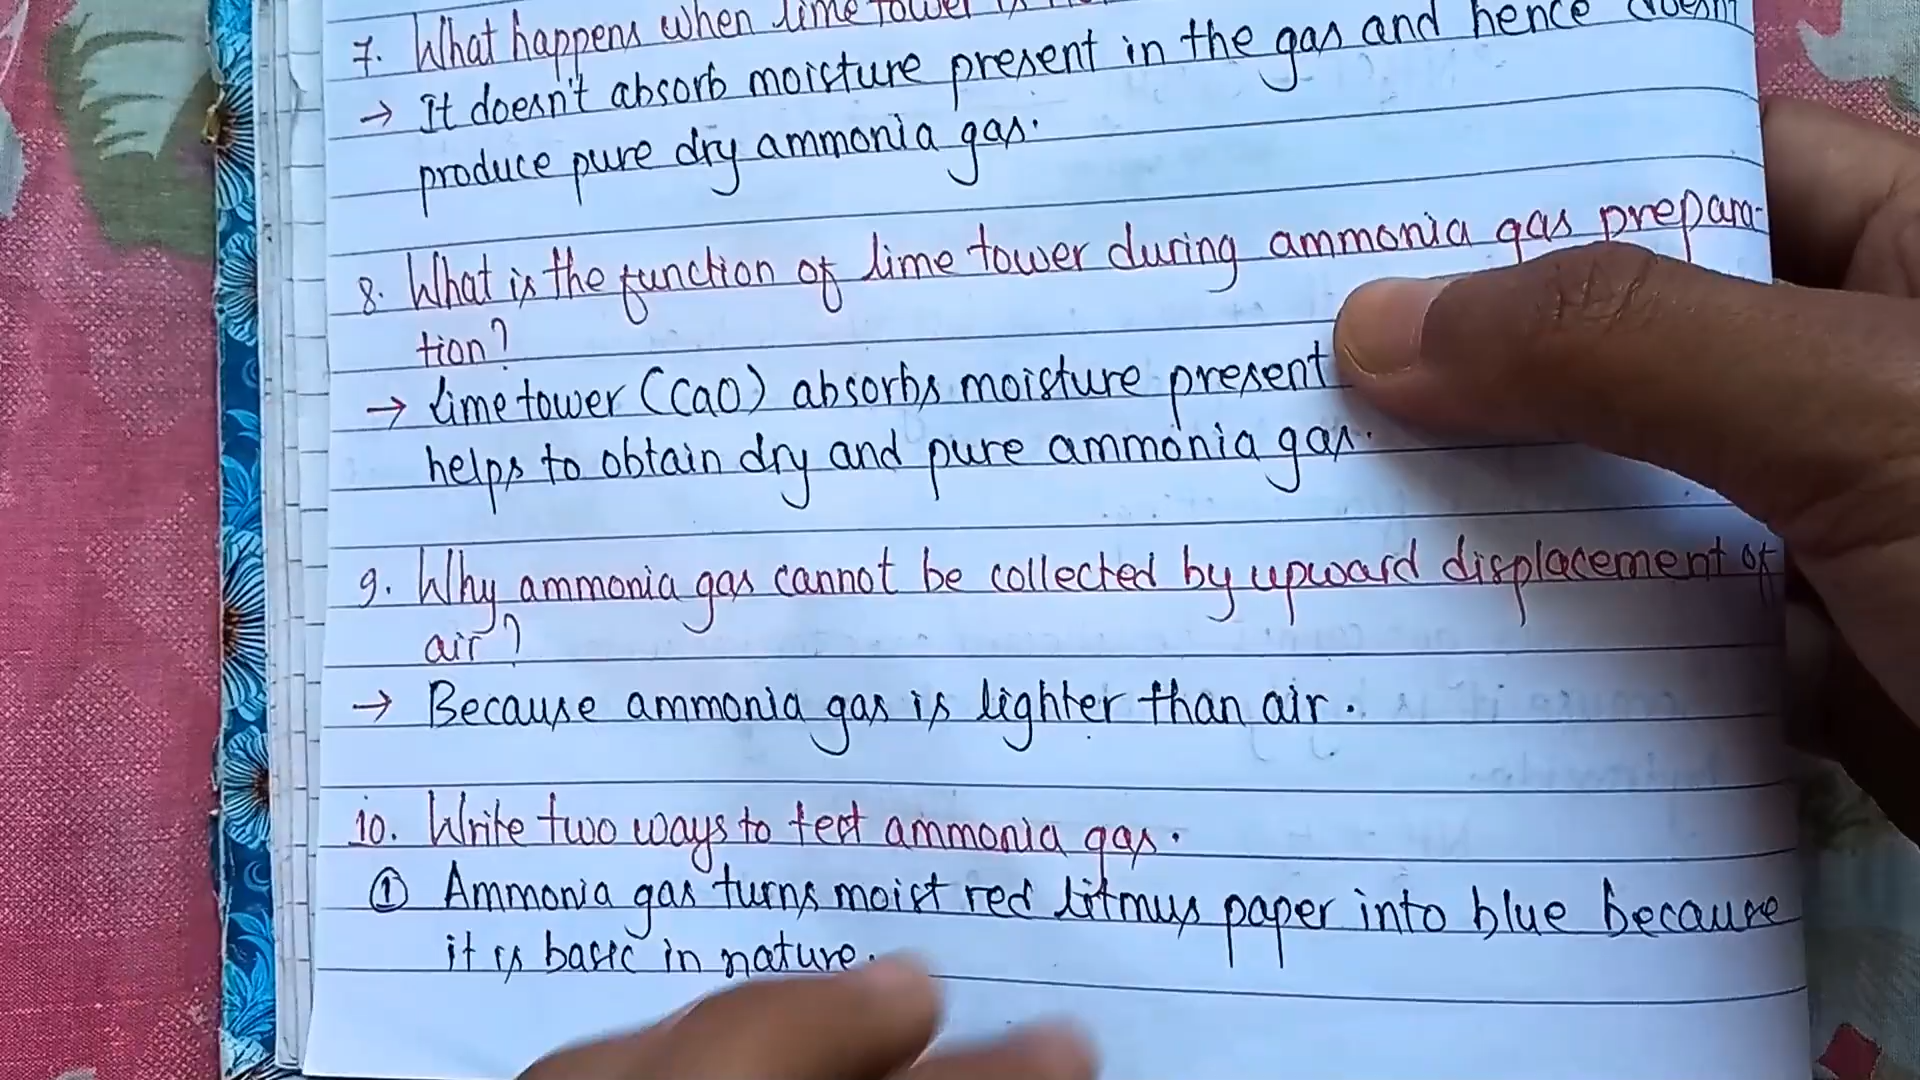 7. What happens when lime tower is
→ It doesn't absorb moisture present in the gas and hence doesn't
produce pure dry ammonia gas.
8. What is the function of lime tower during ammonia gas prepara-
tion?
→ lime tower (CaO) absorbs moisture present
helps to obtain dry and pure ammonia gas.
9. Why ammonia gas cannot be collected by upward displacement of
air?
→ Because ammonia gas is lighter than air.
10. Write two ways to test ammonia gas.
① Ammonia gas turns moist red litmus paper into blue because
it is basic in nature.